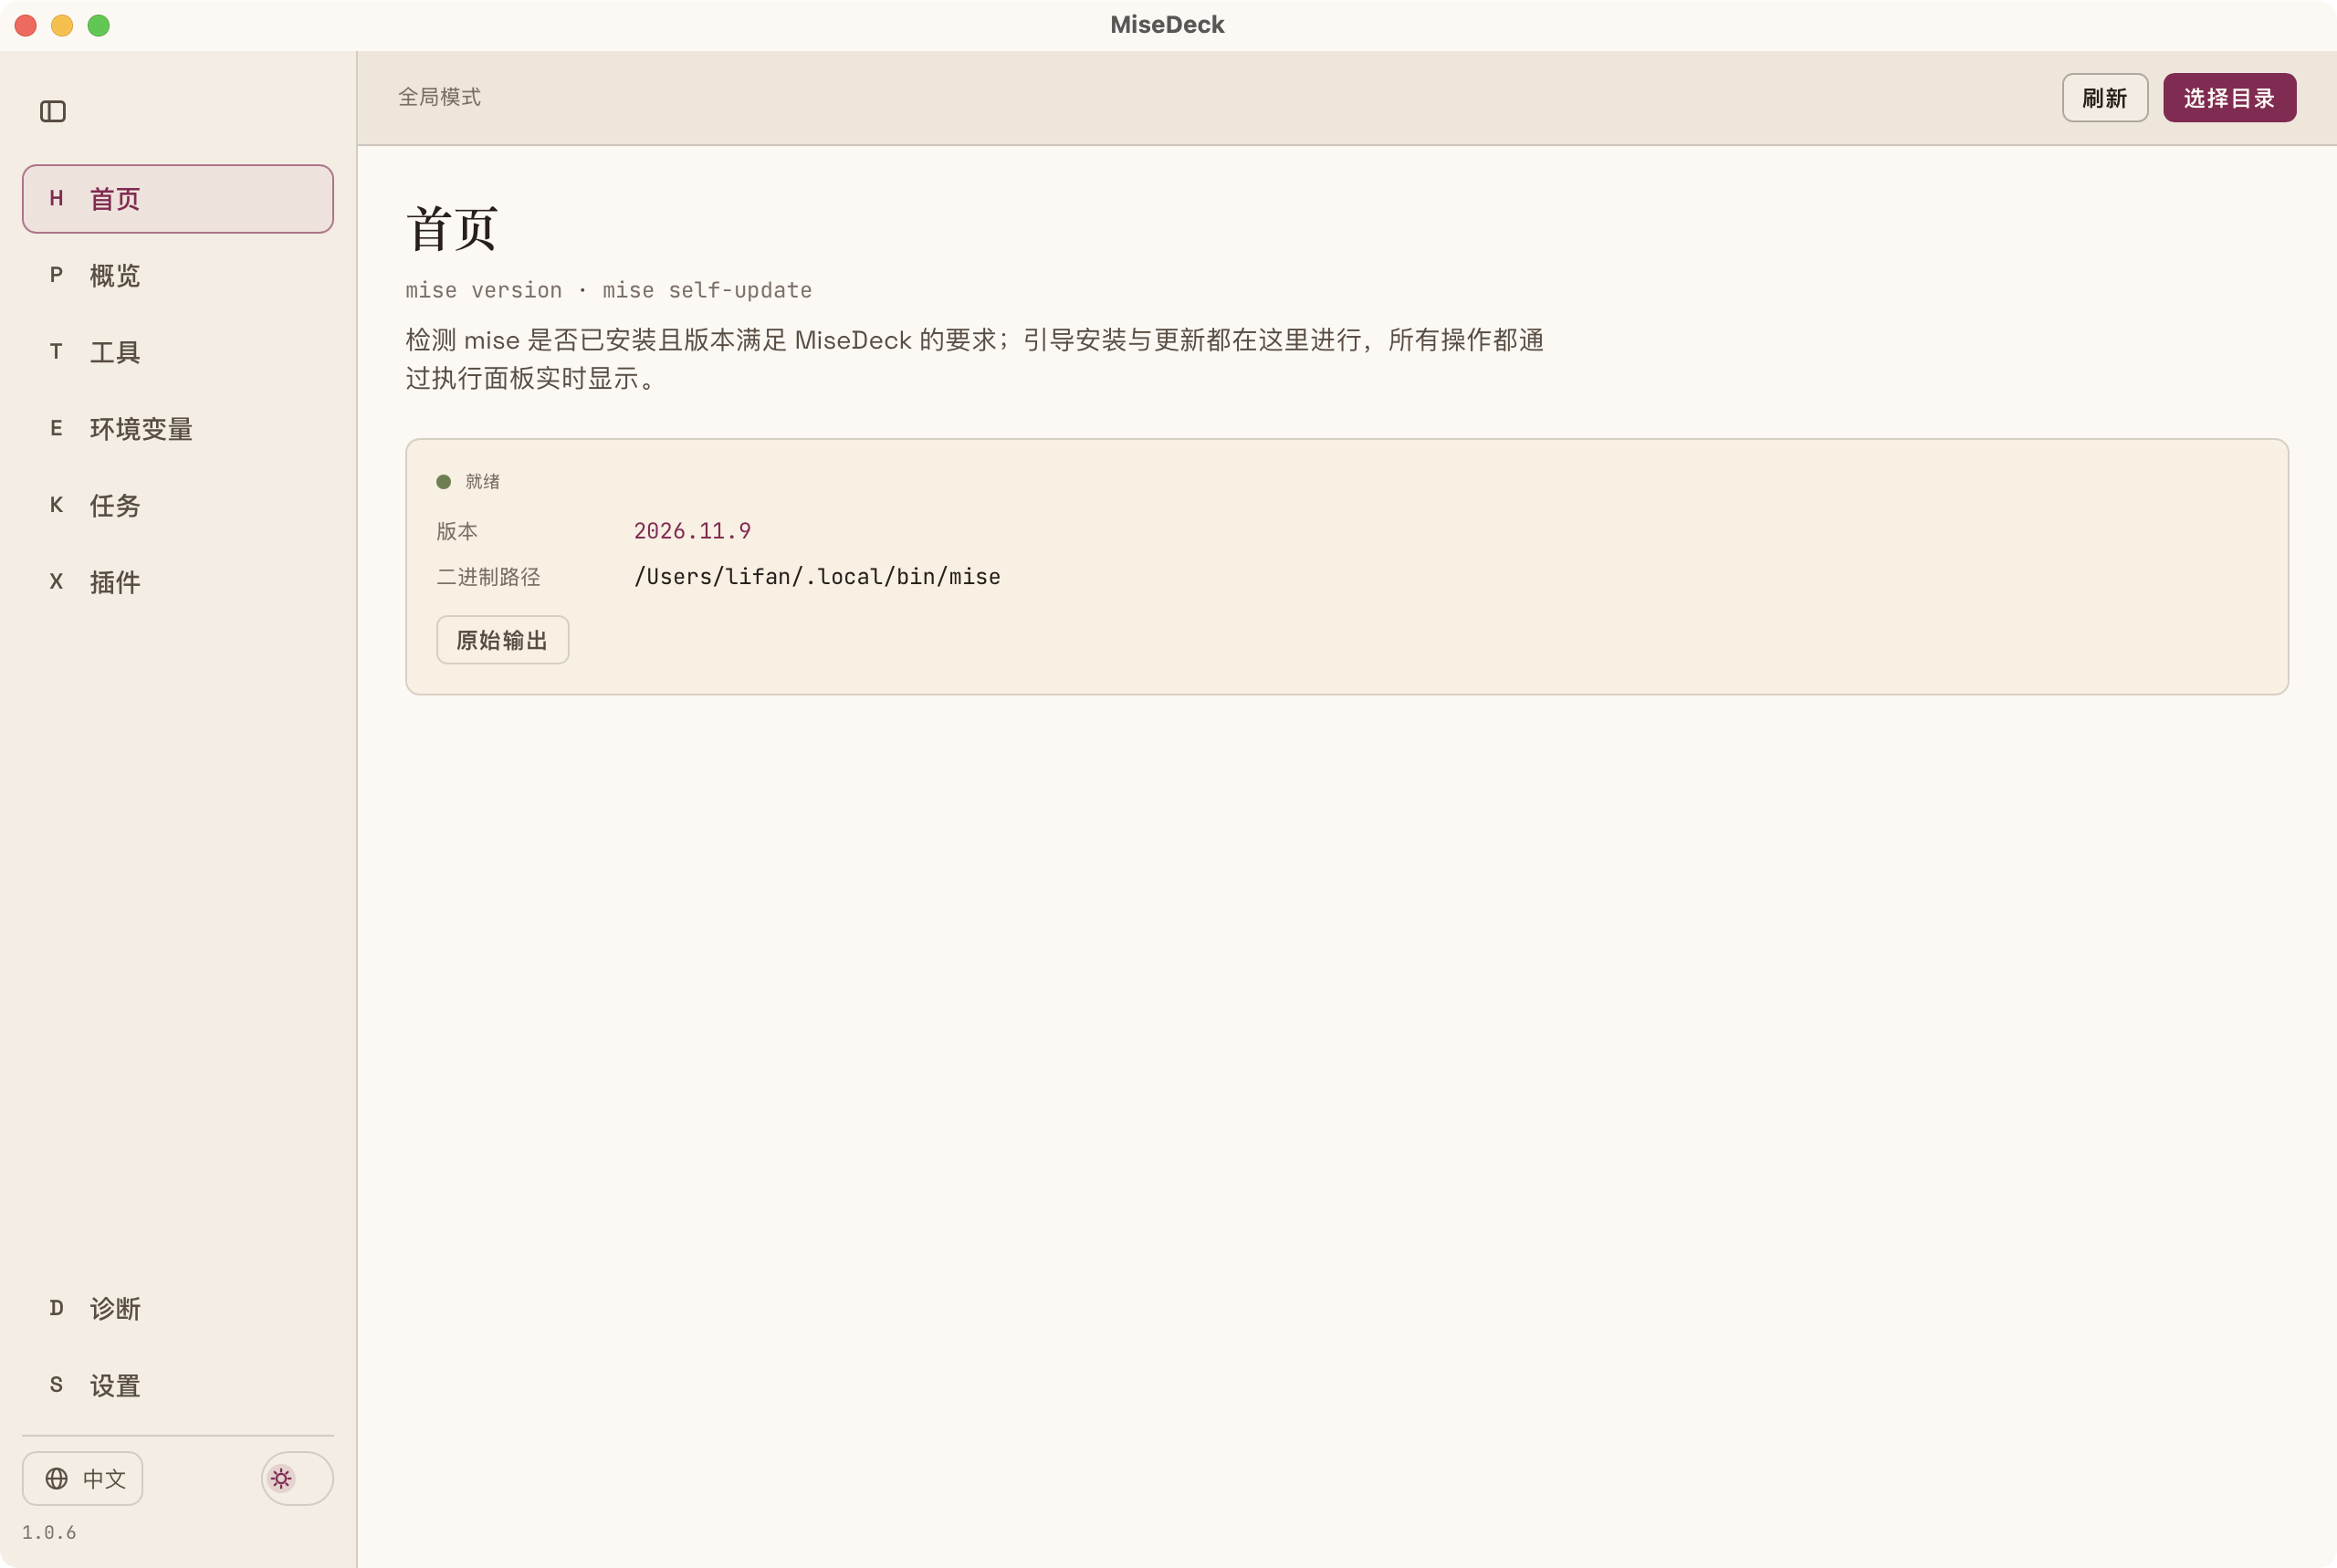 MiseDeck
全局模式
刷新
选择目录
H 首页
P 概览
T 工具
E 环境变量
K 任务
X 插件
首页
mise version · mise self-update
检测 mise 是否已安装且版本满足 MiseDeck 的要求；引导安装与更新都在这里进行，所有操作都通
过执行面板实时显示。
就绪
版本 2026.11.9
二进制路径 /Users/lifan/.local/bin/mise
原始输出
D 诊断
S 设置
中文
1.0.6